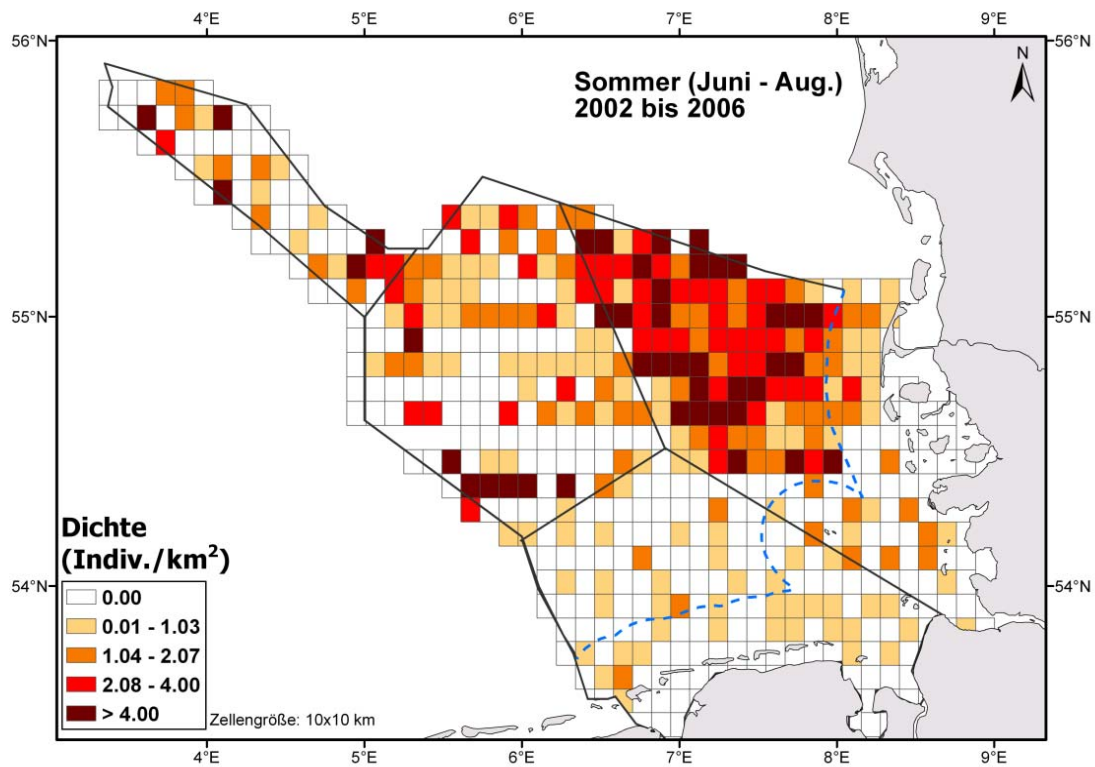 4°E 5°E 6°E 7°E 8°E 9°E
56°N 56°N
N
Sommer (Juni - Aug.)
2002 bis 2006
55°N 55°N
Dichte
(Indiv./km²)
0.00
54°N 54°N
0.01 - 1.03
1.04 - 2.07
2.08 - 4.00
> 4.00
Zellengröße: 10x10 km
4°E 5°E 6°E 7°E 8°E 9°E